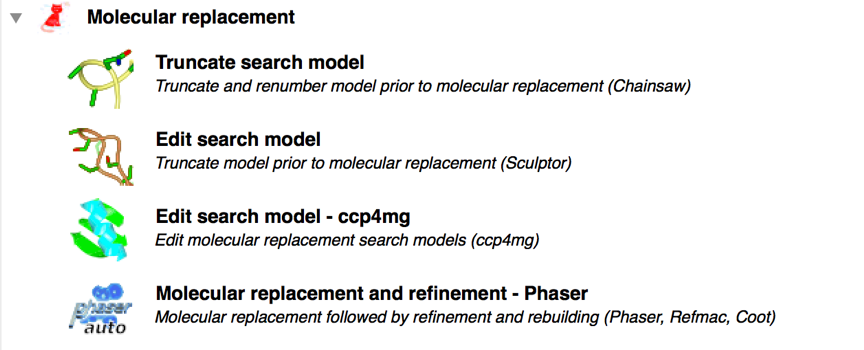 Molecular replacement
Truncate search model
Truncate and renumber model prior to molecular replacement (Chainsaw)
Edit search model
Truncate model prior to molecular replacement (Sculptor)
Edit search model - ccp4mg
Edit molecular replacement search models (ccp4mg)
phaser
auto
Molecular replacement and refinement - Phaser
Molecular replacement followed by refinement and rebuilding (Phaser, Refmac, Coot)